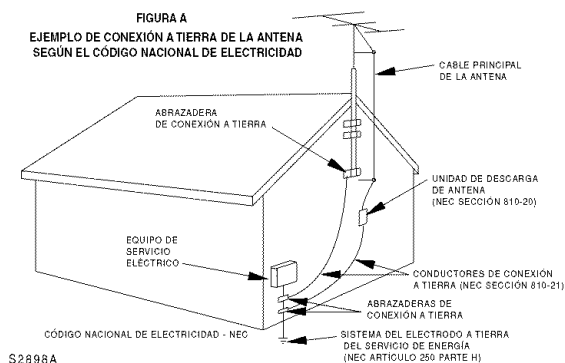 FIGURA A
EJEMPLO DE CONEXIÓN A TIERRA DE LA ANTENA
SEGÚN EL CÓDIGO NACIONAL DE ELECTRICIDAD
CABLE PRINCIPAL
DE LA ANTENA
ABRAZADERA
DE CONEXIÓN A TIERRA
UNIDAD DE DESCARGA
DE ANTENA
(NEC SECCIÓN 810-20)
EQUIPO DE
SERVICIO
ELÉCTRICO
CONDUCTORES DE CONEXIÓN
A TIERRA (NEC SECCIÓN 810-21)
ABRAZADERAS DE
CONEXIÓN A TIERRA
CÓDIGO NACIONAL DE ELECTRICIDAD - NEC
SISTEMA DEL ELECTRODO A TIERRA
DEL SERVICIO DE ENERGÍA
(NEC ARTÍCULO 250 PARTE H)
S2898A